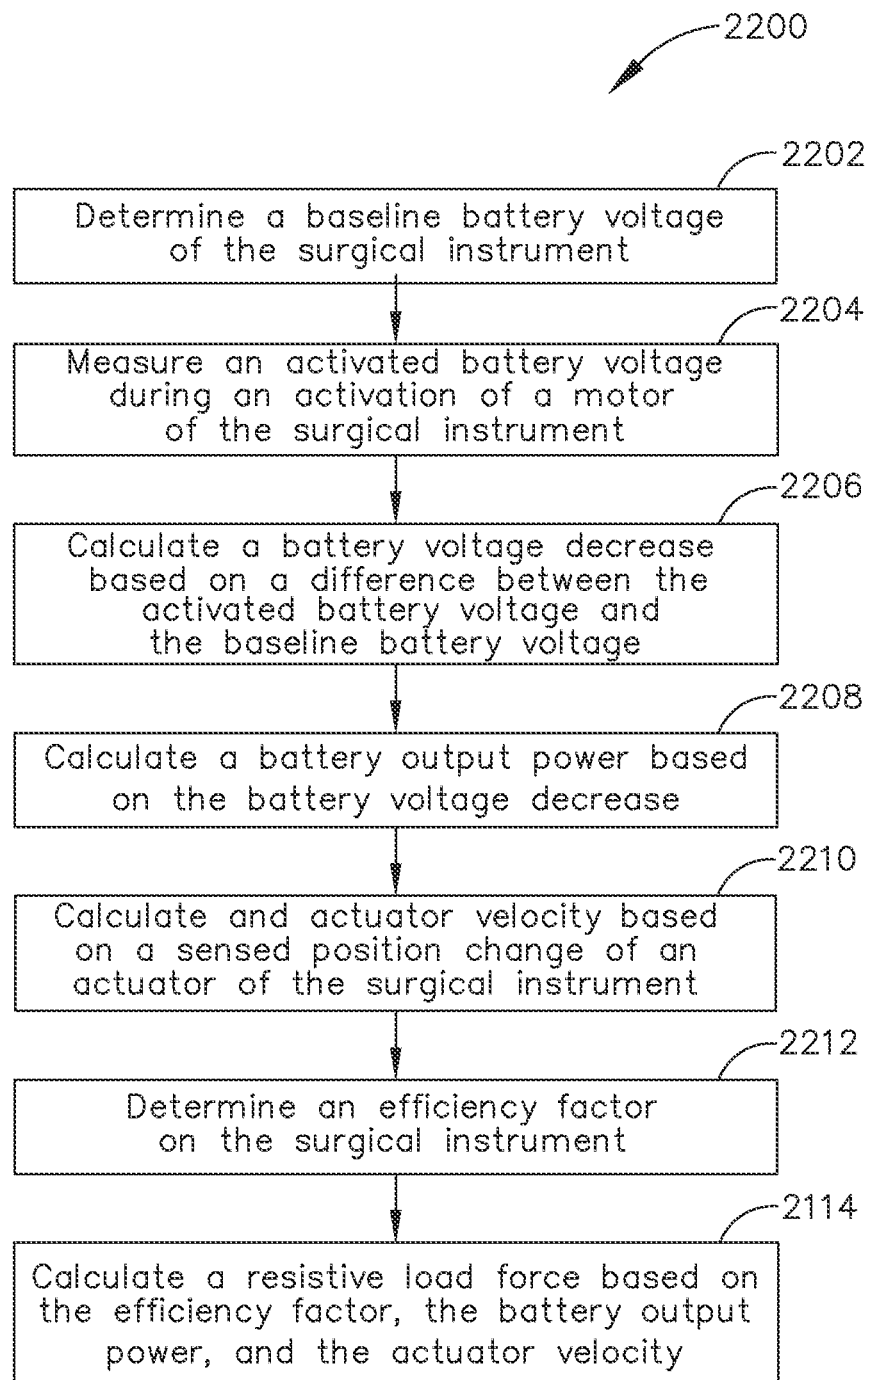 2200
2202
Determine a baseline battery voltage
of the surgical instrument
2204
Measure an activated battery voltage
during an activation of a motor
of the surgical instrument
2206
Calculate a battery voltage decrease
based on a difference between the
activated battery voltage and
the baseline battery voltage
2208
Calculate a battery output power based
on the battery voltage decrease
2210
Calculate and actuator velocity based
on a sensed position change of an
actuator of the surgical instrument
2212
Determine an efficiency factor
on the surgical instrument
2114
Calculate a resistive load force based on
the efficiency factor, the battery output
power, and the actuator velocity